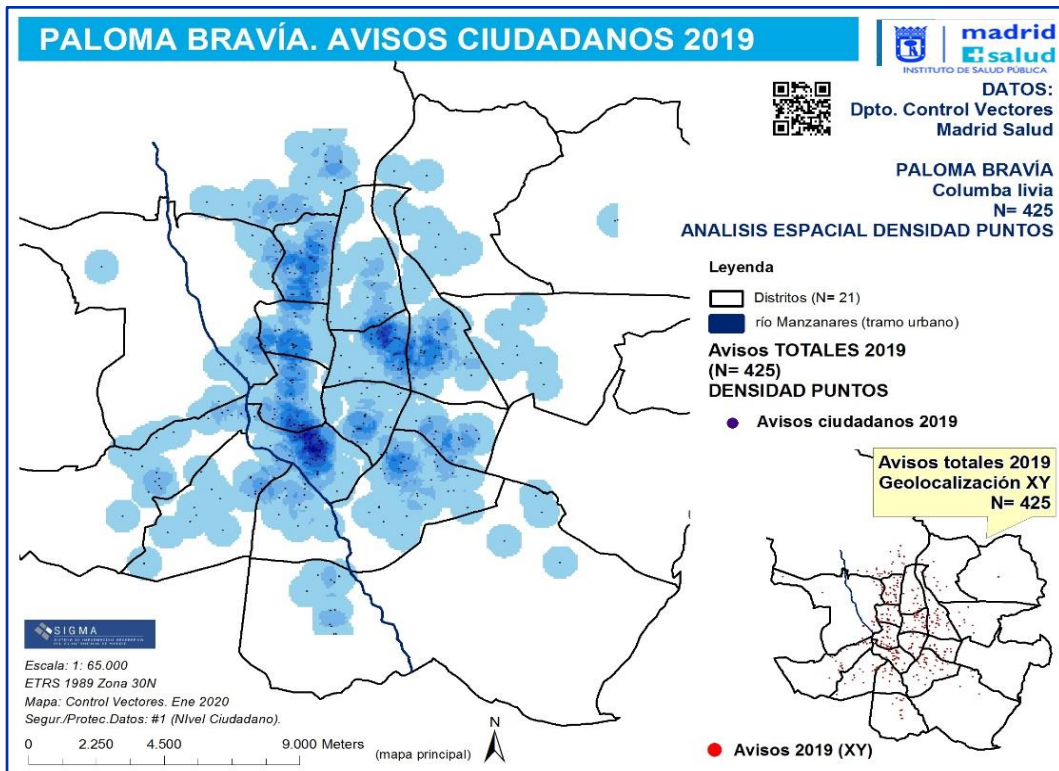 PALOMA BRAVÍA. AVISOS CIUDADANOS 2019
madrid
salud
INSTITUTO DE SALUD PÚBLICA
DATOS:
Dpto. Control Vectores
Madrid Salud
PALOMA BRAVÍA
Columba livia
N= 425
ANALISIS ESPACIAL DENSIDAD PUNTOS
Leyenda
Distritos (N= 21)
río Manzanares (tramo urbano)
Avisos TOTALES 2019
(N= 425)
DENSIDAD PUNTOS
Avisos ciudadanos 2019
Avisos totales 2019
Geolocalización XY
N= 425
SIGMA
Escala: 1: 65.000
ETRS 1989 Zona 30N
Mapa: Control Vectores. Ene 2020
Segur./Protec.Datos: #1 (NIvel Ciudadano).
0 2.250 4.500 9.000 Meters
(mapa principal)
N
Avisos 2019 (XY)